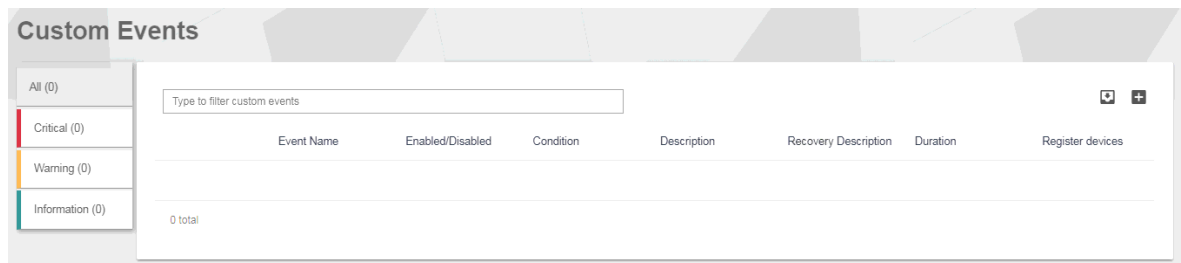 Custom Events
All (0)
Critical (0)
Warning (0)
Information (0)
Type to filter custom events
Event Name Enabled/Disabled Condition Description Recovery Description Duration Register devices
0 total